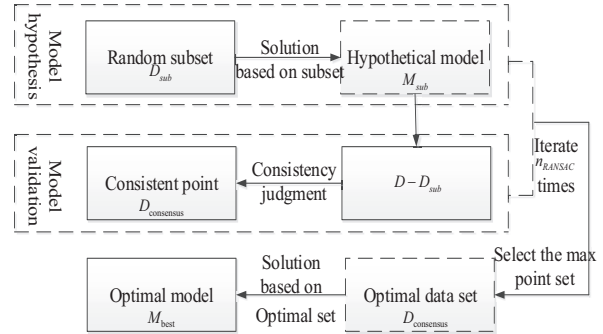 Model
hypothesis
Random subset
D_sub
Solution
based on subset
Hypothetical model
M_sub
Model
validation
Consistent point
D_consensus
Consistency
judgment
D − D_sub
Iterate
n_RANSAC
times
Select the max
point set
Optimal model
M_best
Solution
based on
Optimal set
Optimal data set
D_consensus